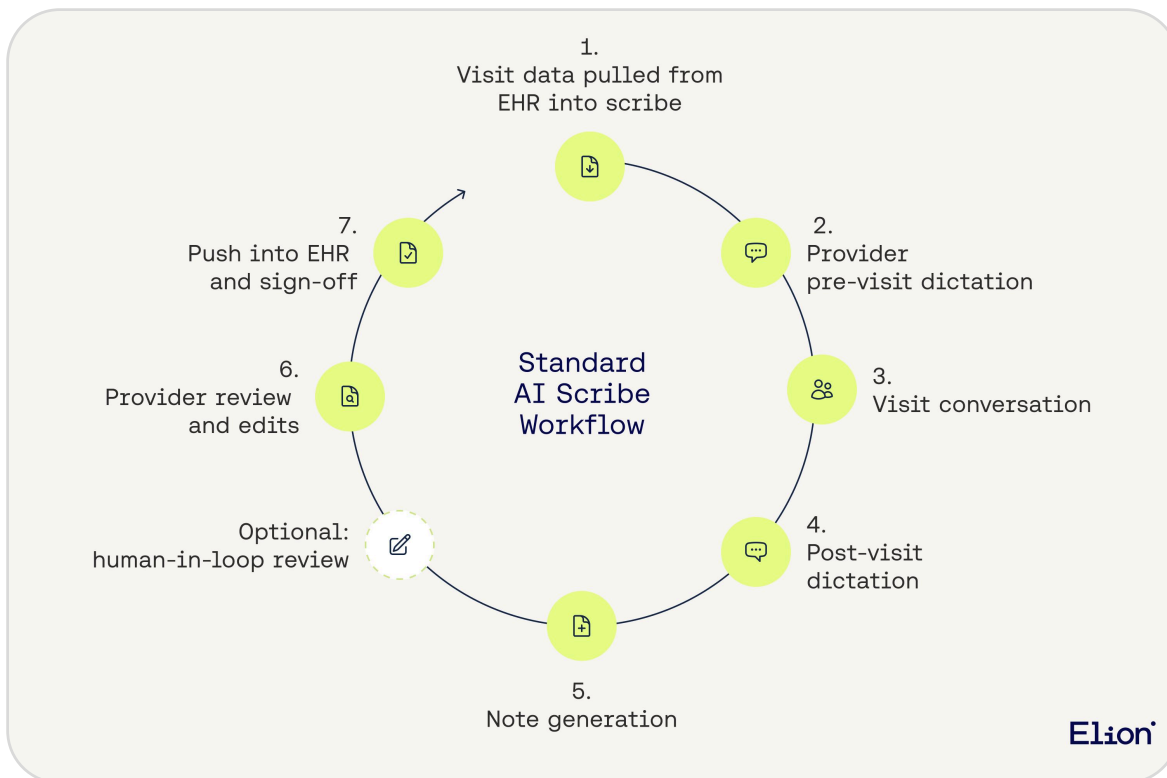 1.
Visit data pulled from
EHR into scribe
2.
Provider
pre-visit dictation
3.
Visit conversation
4.
Post-visit
dictation
5.
Note generation
Optional:
human-in-loop review
6.
Provider review
and edits
7.
Push into EHR
and sign-off
Standard
AI Scribe
Workflow
Elion